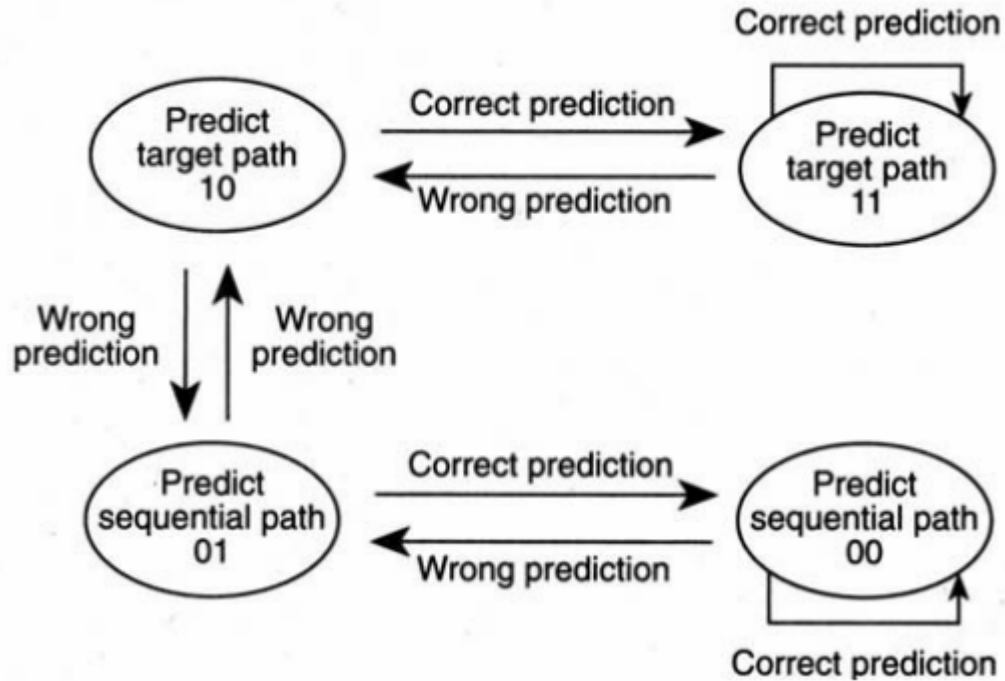 Correct prediction
Predict
target path
10
Correct prediction
Wrong prediction
Predict
target path
11
Wrong
prediction
Wrong
prediction
Predict
sequential path
01
Correct prediction
Wrong prediction
Predict
sequential path
00
Correct prediction